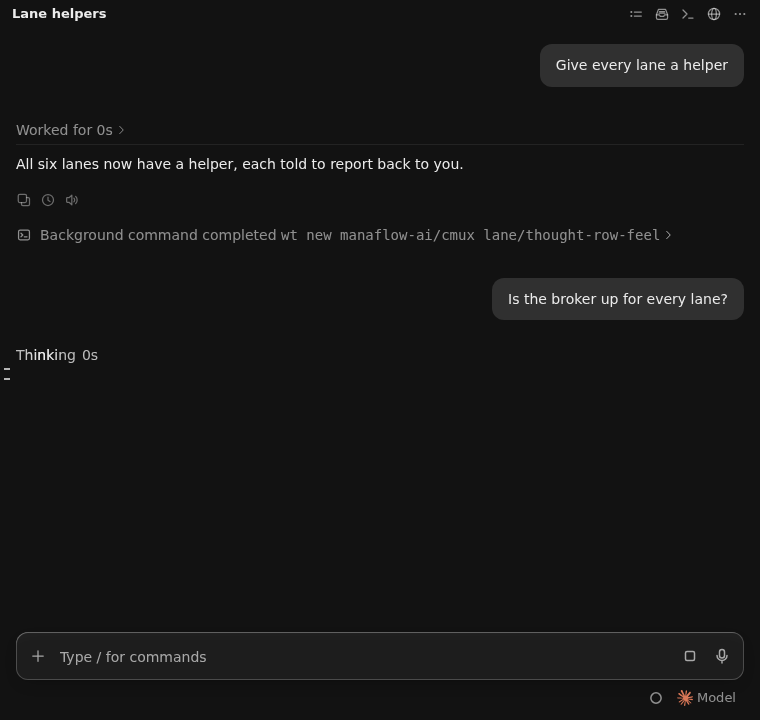 Lane helpers
Give every lane a helper
Worked for 0s
All six lanes now have a helper, each told to report back to you.
Background command completed wt new manaflow-ai/cmux lane/thought-row-feel
Is the broker up for every lane?
Thinking 0s
Type / for commands
Model